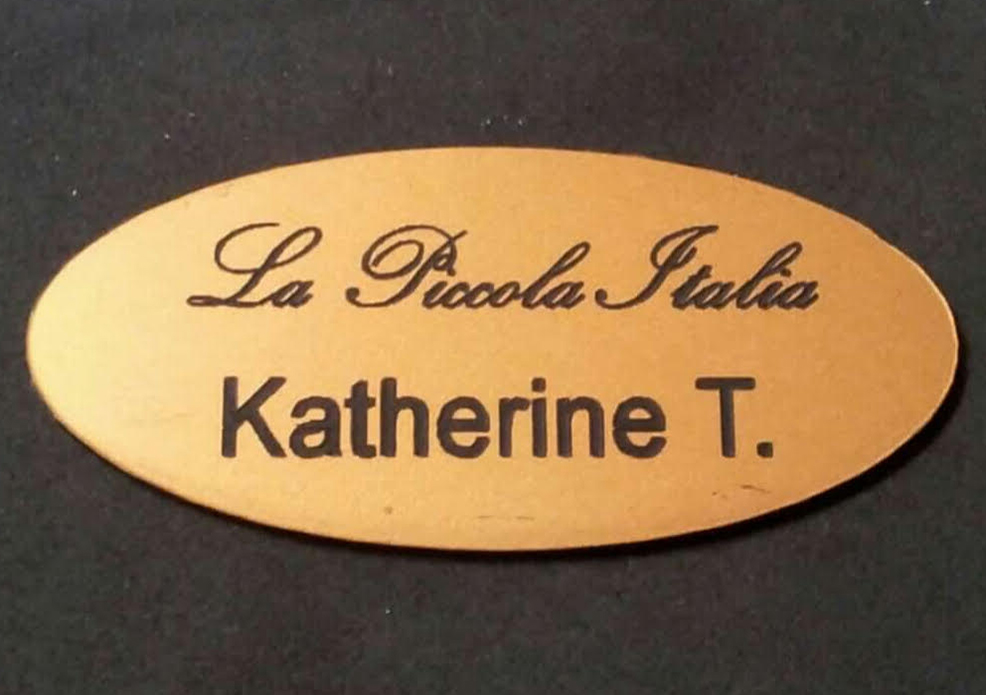 La Piccola Italia
Katherine T.